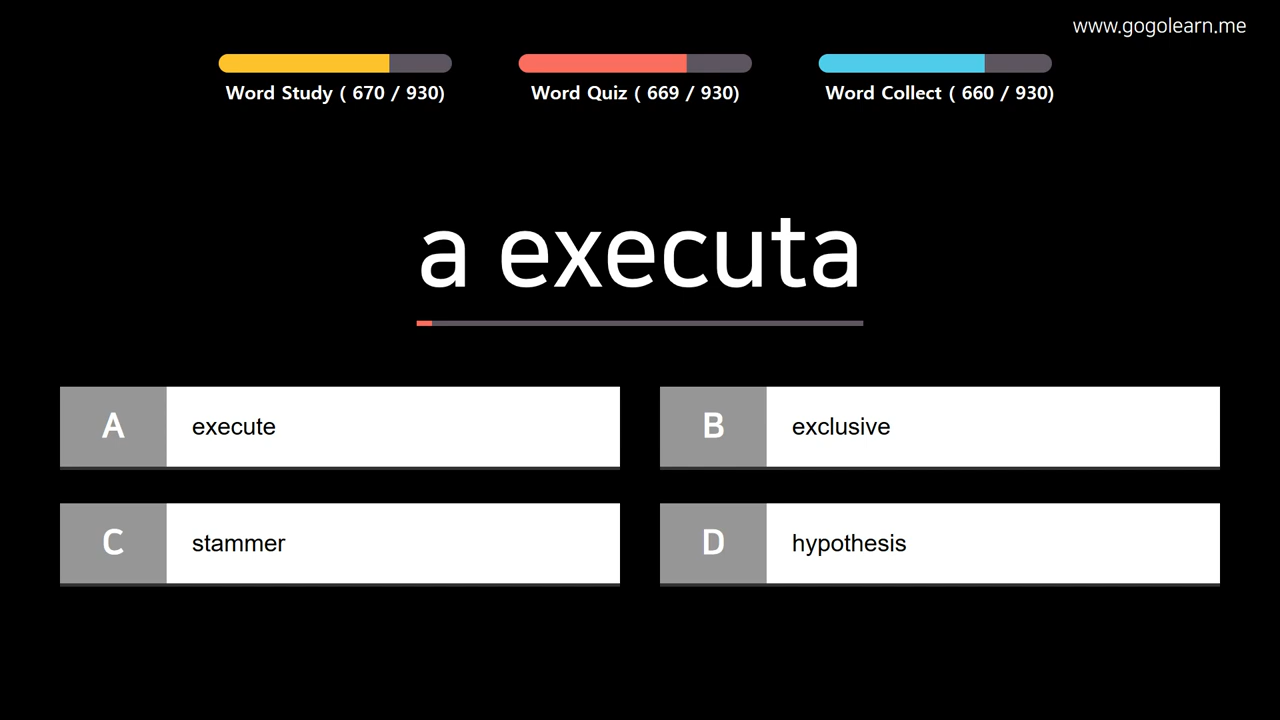 www.gogolearn.me
Word Study ( 670 / 930)
Word Quiz ( 669 / 930)
Word Collect ( 660 / 930)
a executa
A execute
B exclusive
C stammer
D hypothesis